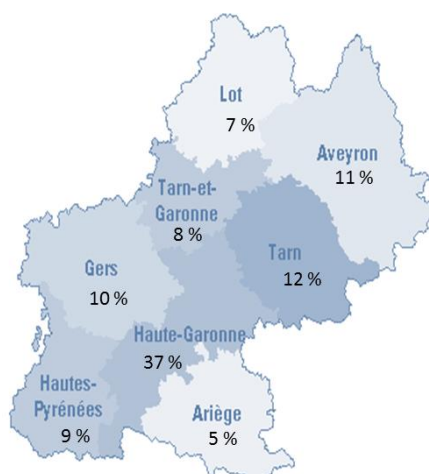 Lot
7 %
Aveyron
11 %
Tarn-et-
Garonne
8 %
Tarn
12 %
Gers
10 %
Haute-Garonne
37 %
Hautes-
Pyrénées
9 %
Ariège
5 %